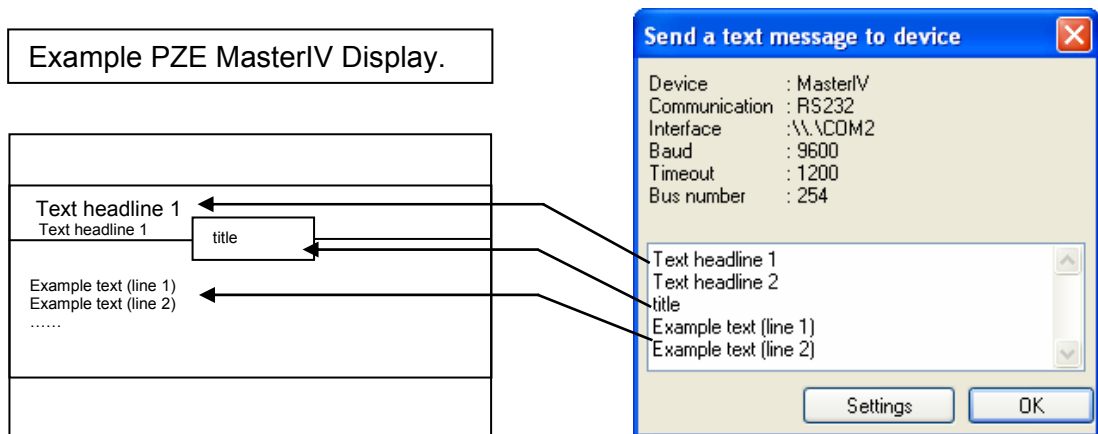 Example PZE MasterIV Display.
Text headline 1
Text headline 1
title
Example text (line 1)
Example text (line 2)
......
Send a text message to device
Device : MasterIV
Communication : RS232
Interface :\\.\COM2
Baud : 9600
Timeout : 1200
Bus number : 254
Text headline 1
Text headline 2
title
Example text (line 1)
Example text (line 2)
Settings
OK